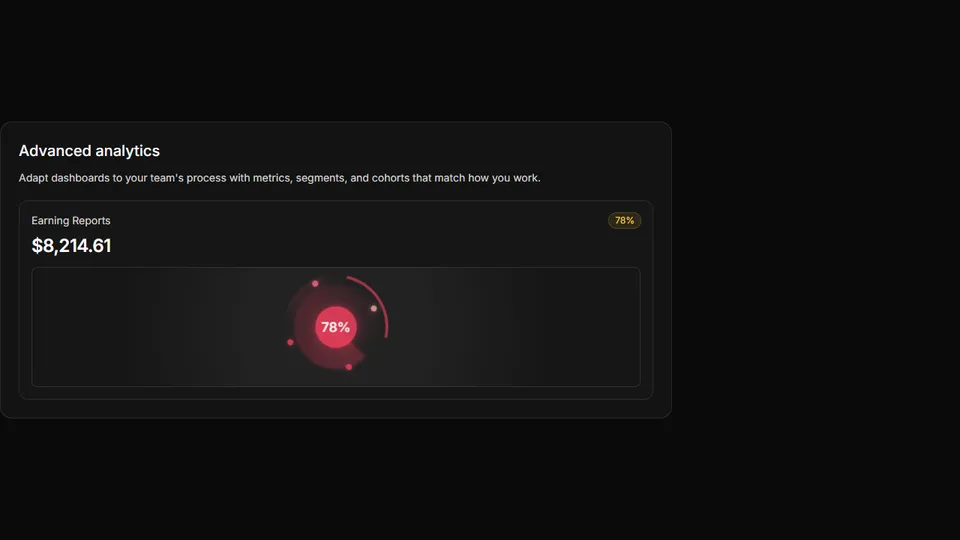 Advanced analytics
Adapt dashboards to your team's process with metrics, segments, and cohorts that match how you work.
Earning Reports
78%
$8,214.61
78%